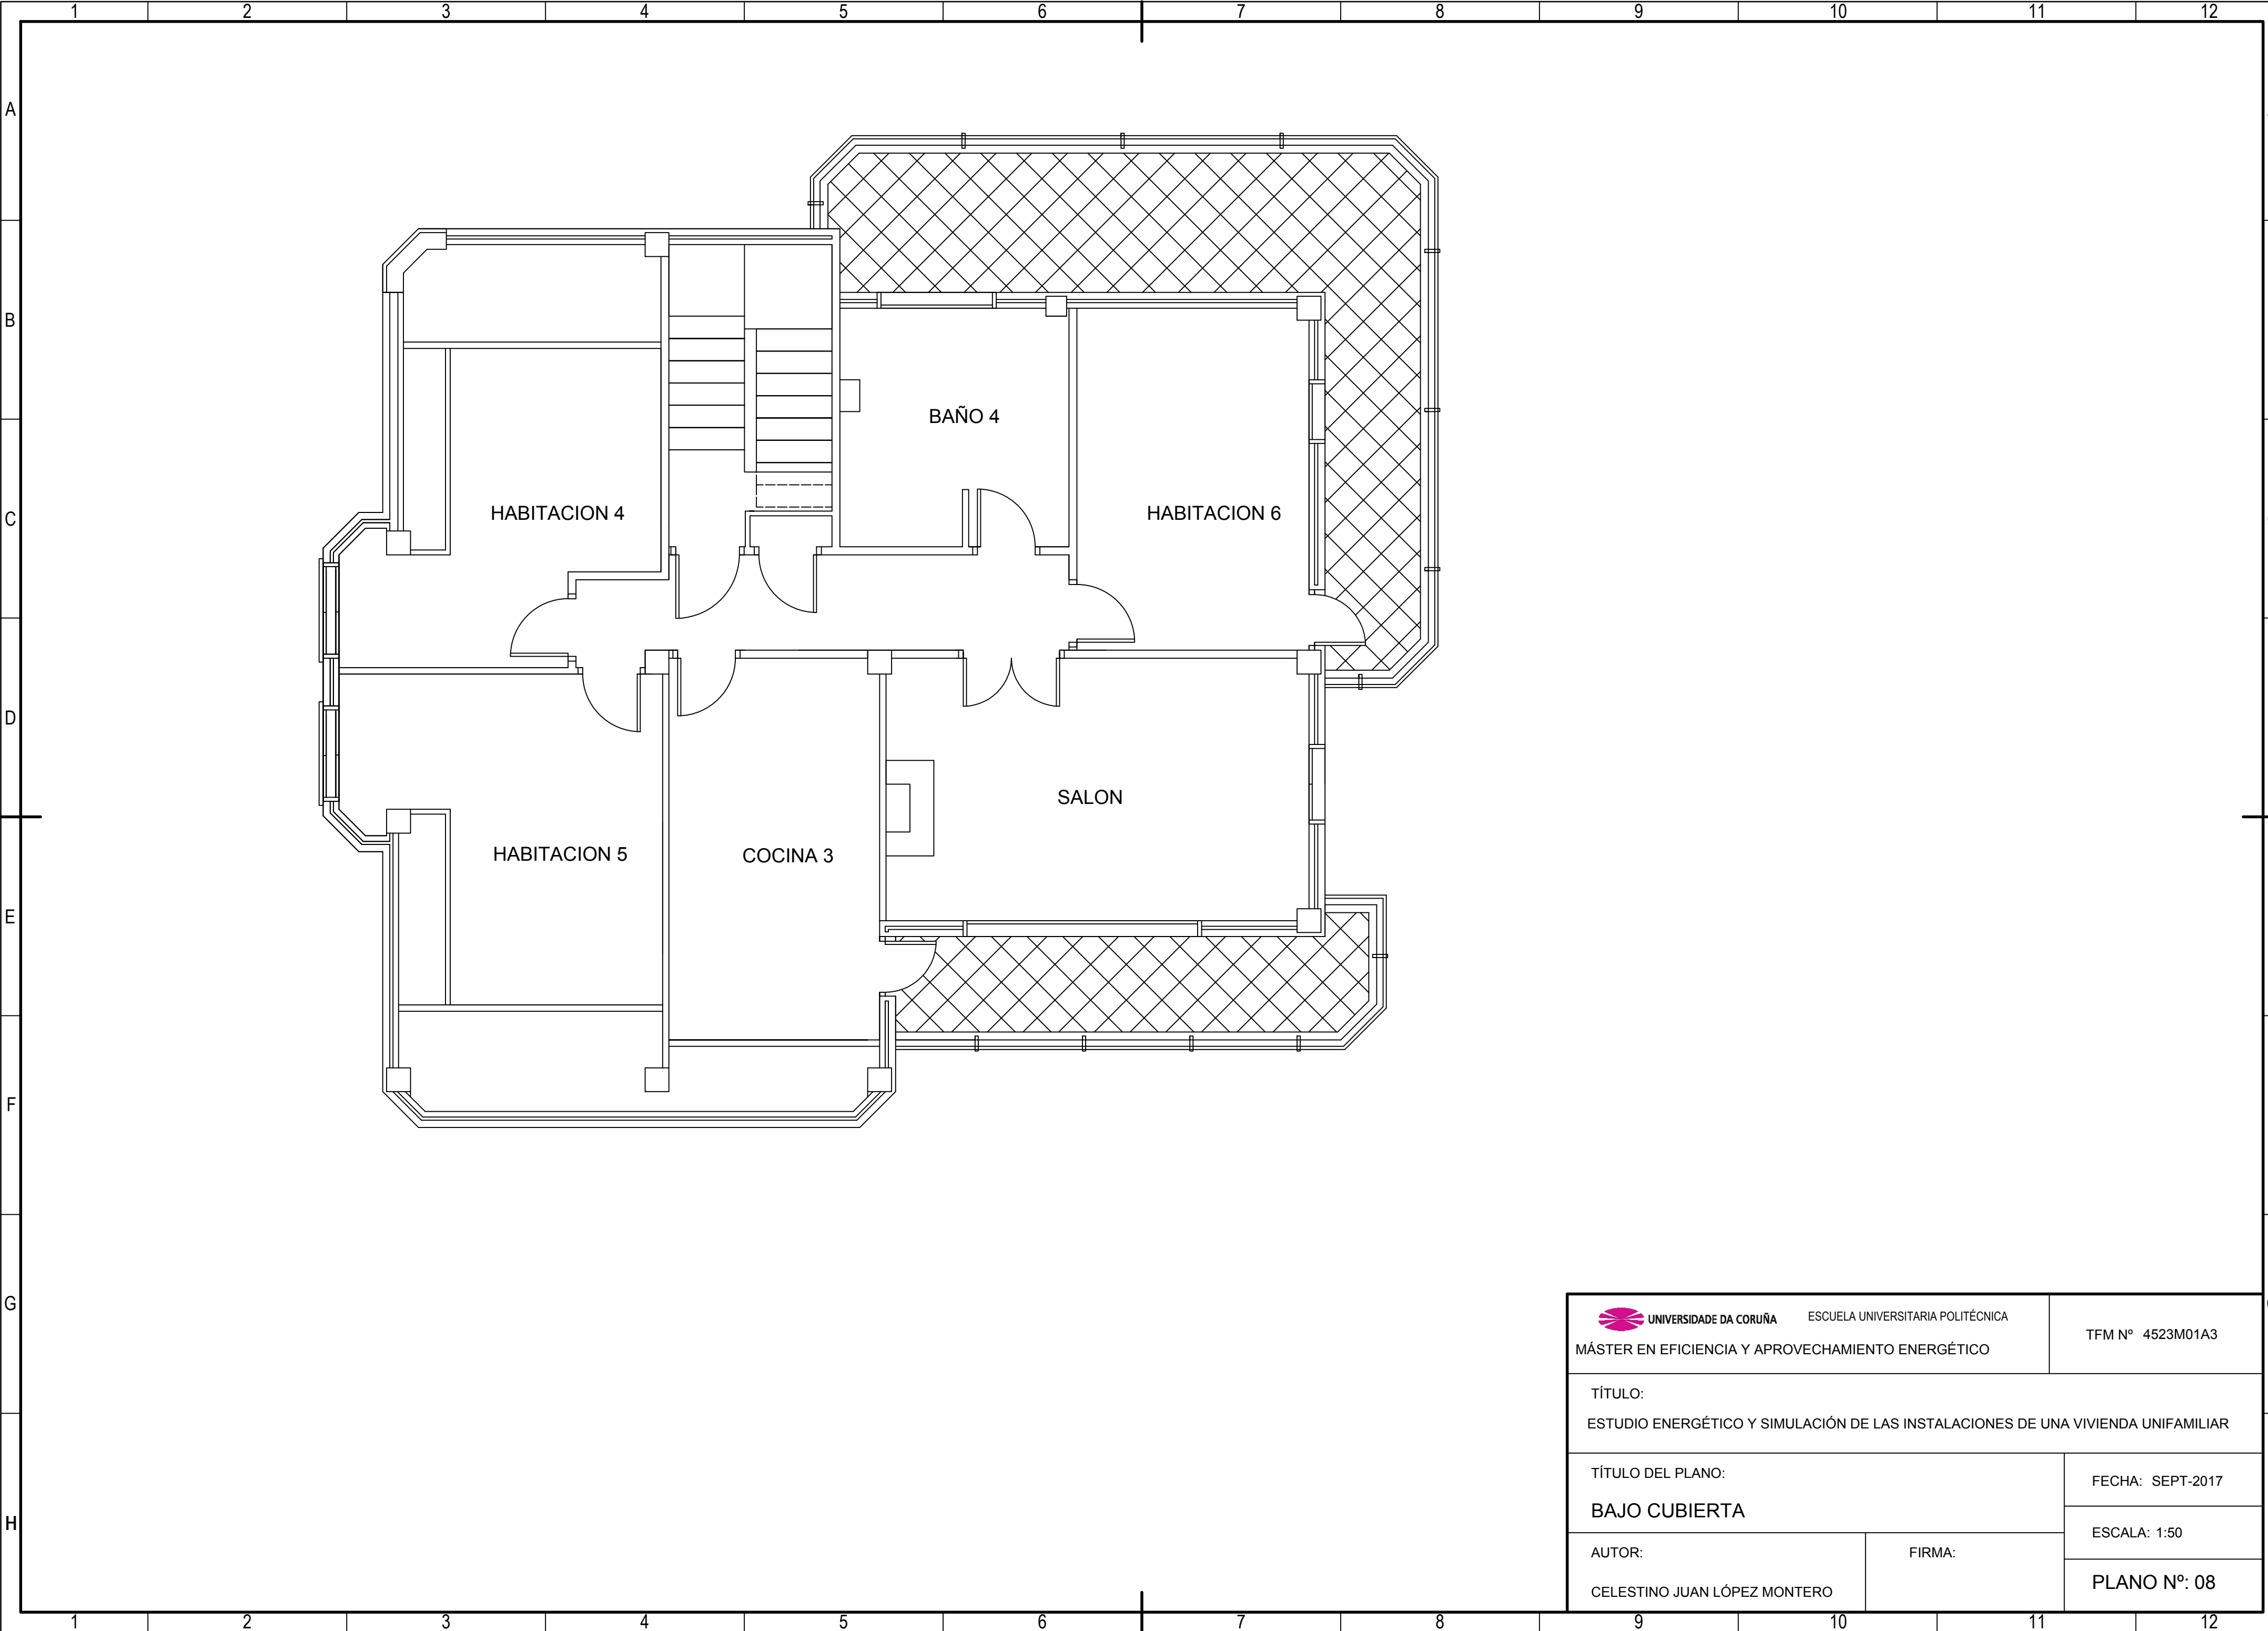 1 2 3 4 5 6 7 8 9 10 11 12
A
B
C
D
E
F
G
H
BAÑO 4
HABITACION 4
HABITACION 6
SALON
HABITACION 5
COCINA 3
UNIVERSIDADE DA CORUÑA ESCUELA UNIVERSITARIA POLITÉCNICA
MÁSTER EN EFICIENCIA Y APROVECHAMIENTO ENERGÉTICO
TFM Nº 4523M01A3
TÍTULO:
ESTUDIO ENERGÉTICO Y SIMULACIÓN DE LAS INSTALACIONES DE UNA VIVIENDA UNIFAMILIAR
TÍTULO DEL PLANO:
BAJO CUBIERTA
FECHA: SEPT-2017
ESCALA: 1:50
AUTOR:
CELESTINO JUAN LÓPEZ MONTERO
FIRMA:
PLANO Nº: 08
1 2 3 4 5 6 7 8 9 10 11 12